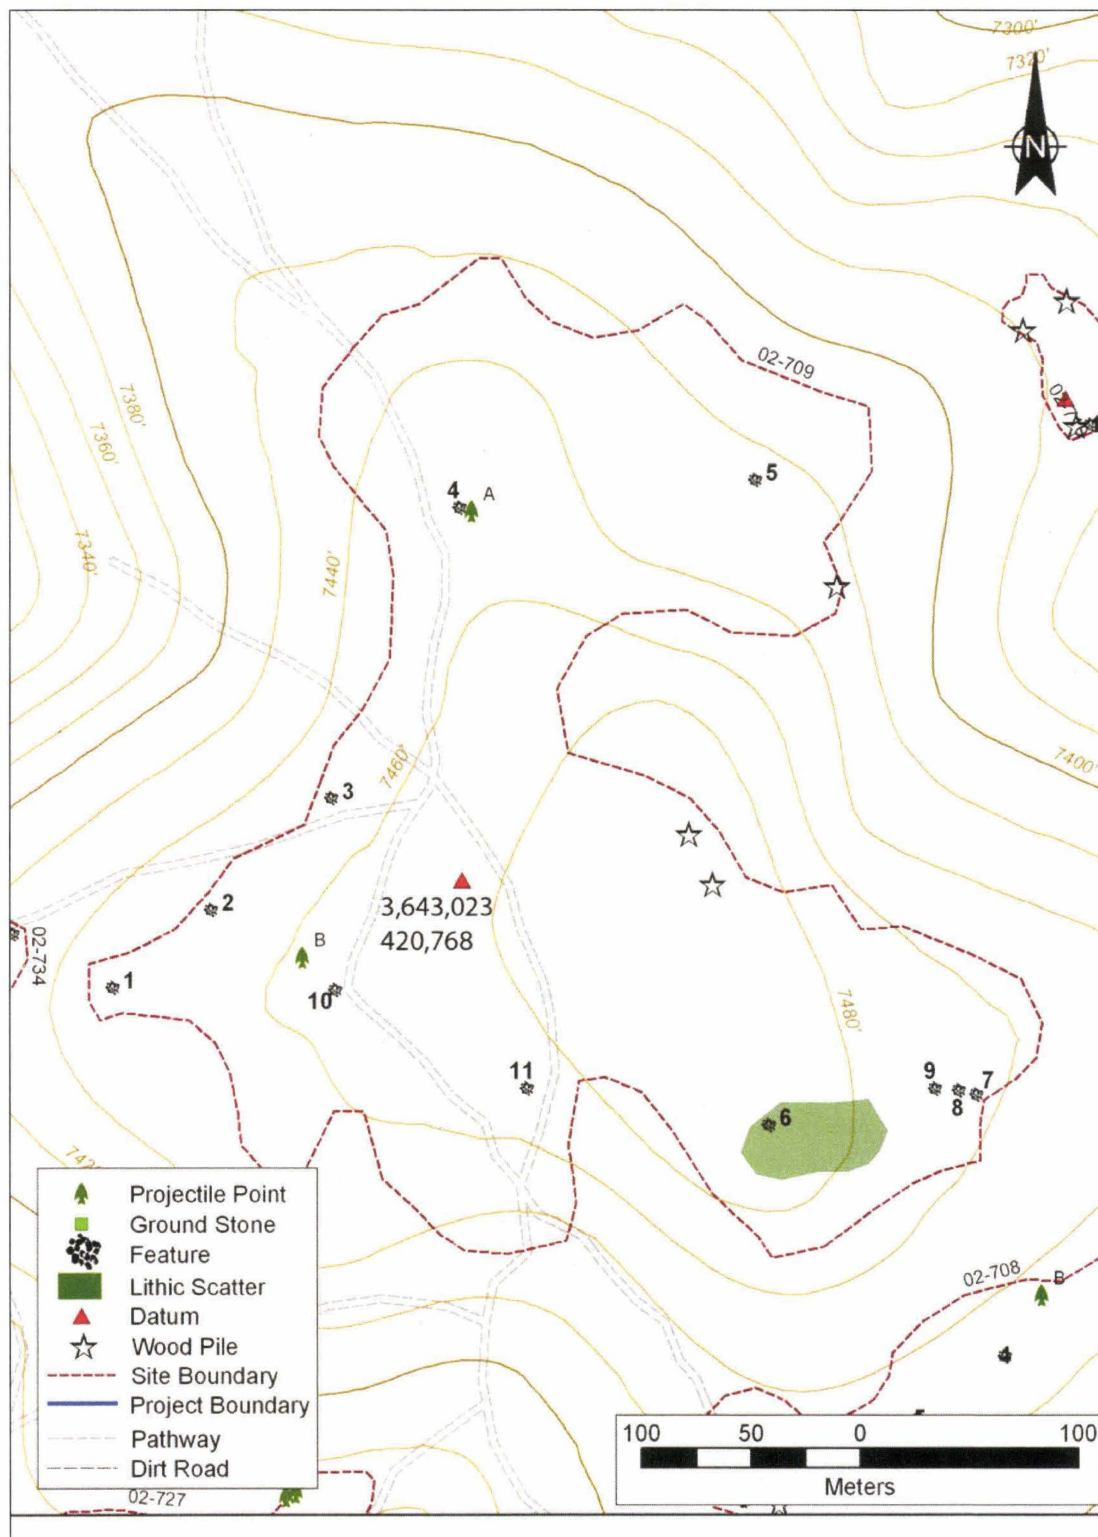 7300'
7320'
N
02-709
7380'
7360'
7340'
4 A
5
7440'
7460'
7400'
3
3,643,023
420,768
2
02-734
1
B
10
7480'
11
9
8
7
6
02-708
B
4
Projectile Point
Ground Stone
Feature
Lithic Scatter
Datum
Wood Pile
Site Boundary
Project Boundary
Pathway
Dirt Road
02-727
100 50 0 100
Meters